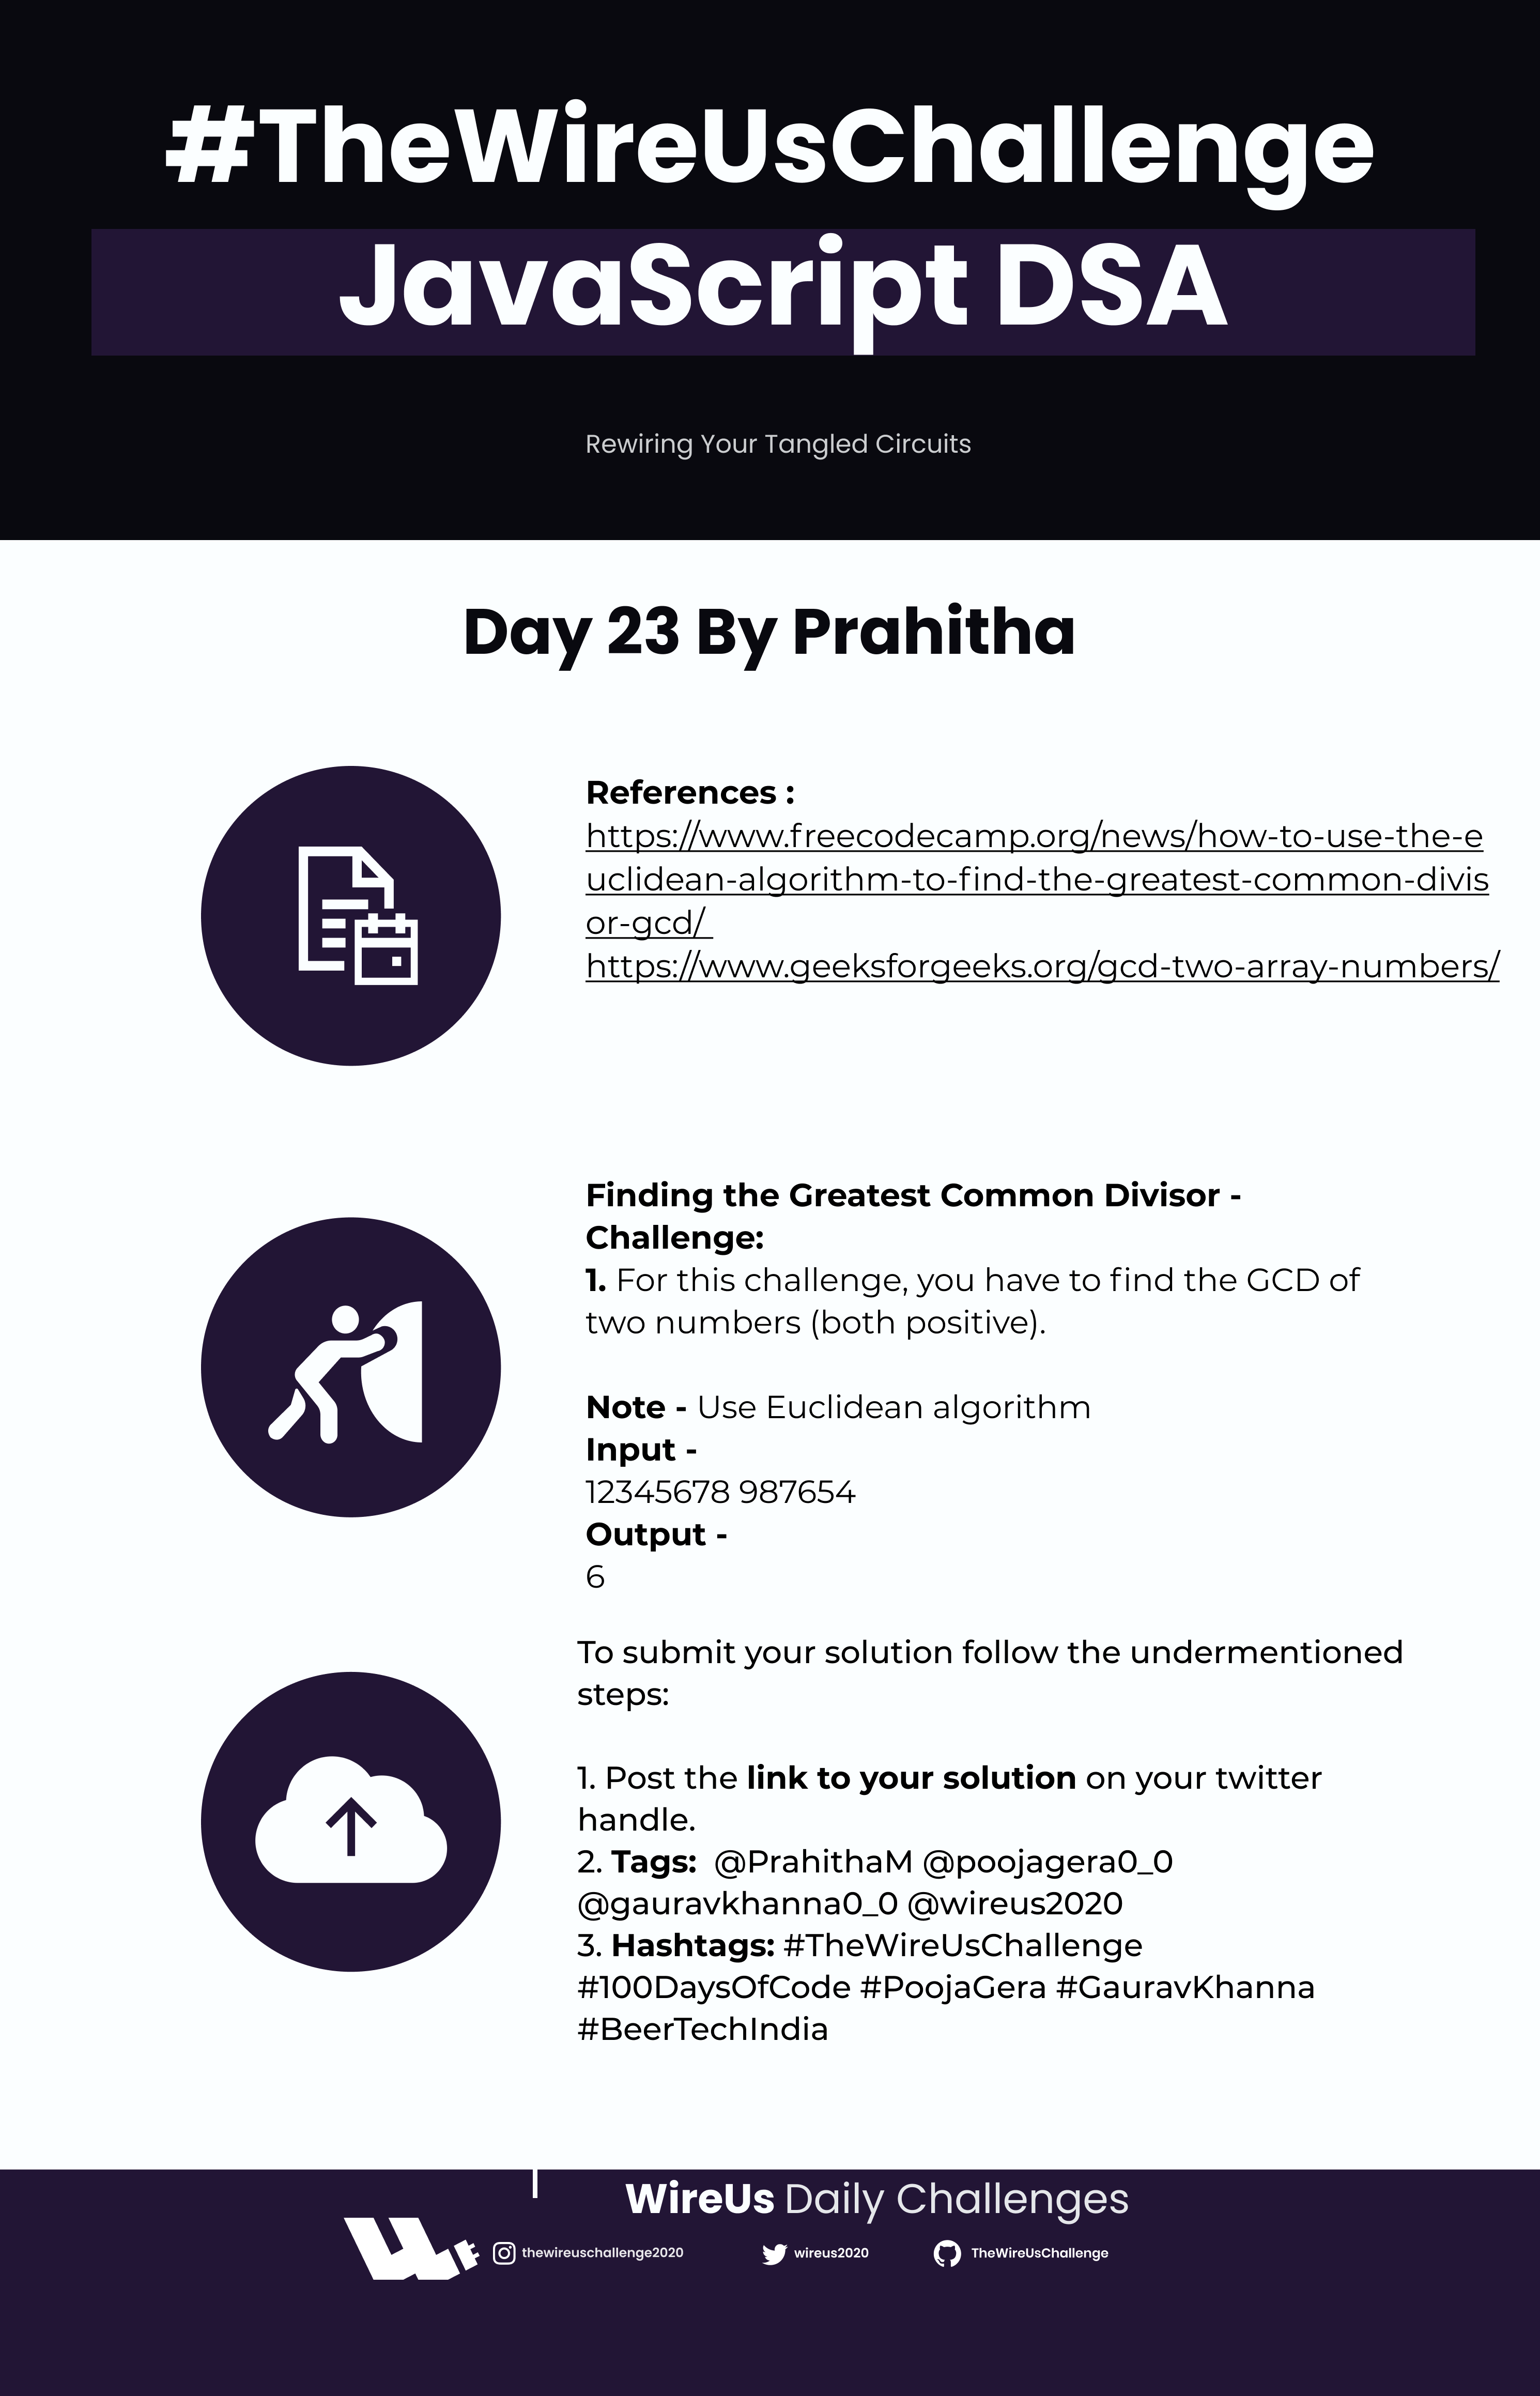 #TheWireUsChallenge
JavaScript DSA
Rewiring Your Tangled Circuits
Day 23 By Prahitha
References :
https://www.freecodecamp.org/news/how-to-use-the-e
uclidean-algorithm-to-find-the-greatest-common-divis
or-gcd/
https://www.geeksforgeeks.org/gcd-two-array-numbers/
Finding the Greatest Common Divisor -
Challenge:
1. For this challenge, you have to find the GCD of
two numbers (both positive).
Note - Use Euclidean algorithm
Input -
12345678 987654
Output -
6
To submit your solution follow the undermentioned
steps:
1. Post the link to your solution on your twitter
handle.
2. Tags:  @PrahithaM @poojagera0_0
@gauravkhanna0_0 @wireus2020
3. Hashtags: #TheWireUsChallenge
#100DaysOfCode #PoojaGera #GauravKhanna
#BeerTechIndia
WireUs Daily Challenges
thewireuschallenge2020 wireus2020 TheWireUsChallenge